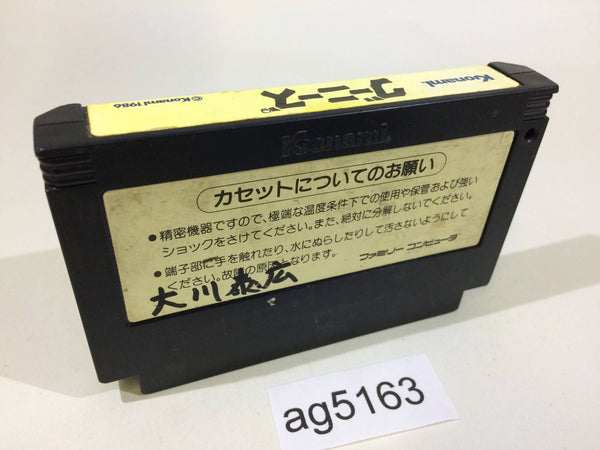 Konami
グーニーズ
©Konami 1986
Konami
カセットについてのお願い
●精密機器ですので、極端な温度条件下での使用や保管および強い
ショックをさけてください。また、絶対に分解しないでください。
●端子部に手を触れたり、水にぬらしたりして汚さないようにして
ください。故障の原因となります。
ファミリー コンピュータ
大川泰広
ag5163